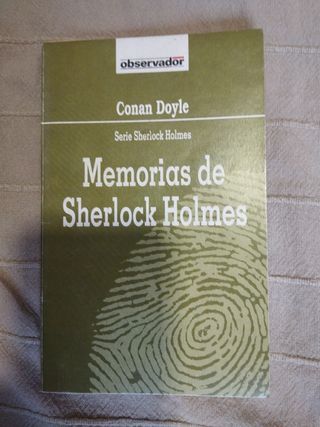 observador
Conan Doyle
Serie Sherlock Holmes
Memorias de
Sherlock Holmes